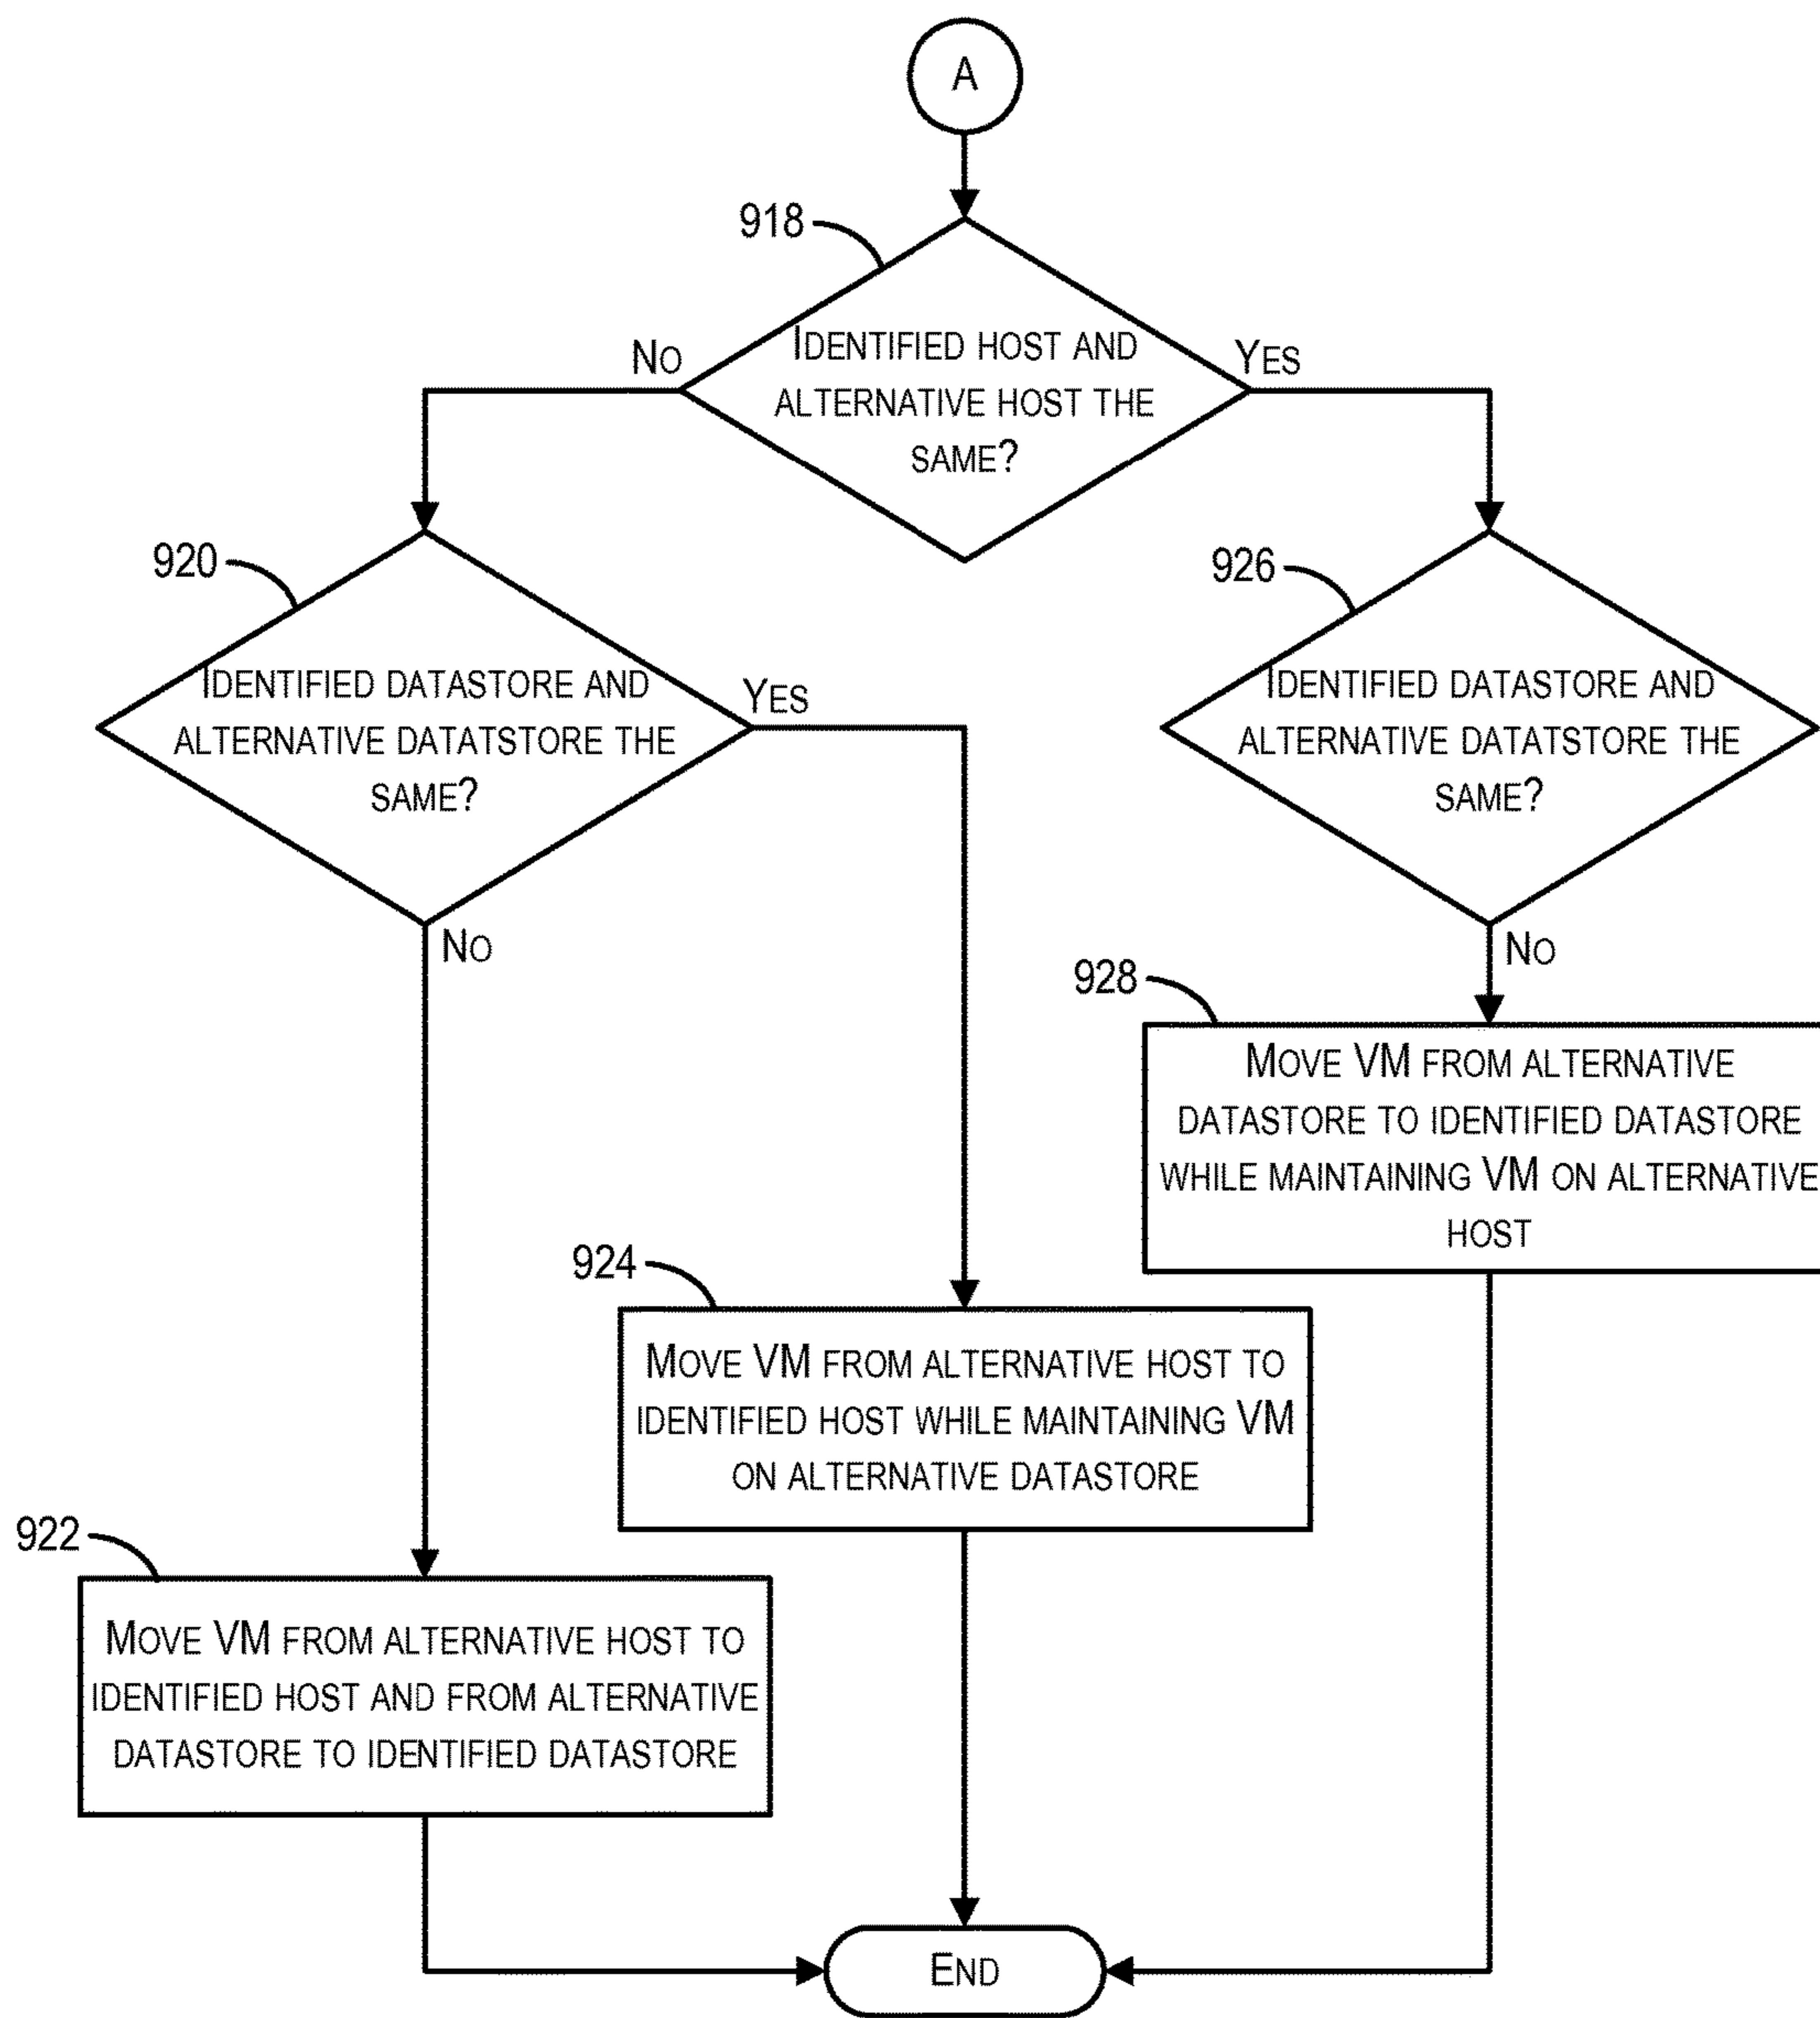 A
918
No
Identified host and
alternative host the
same?
Yes
920
Identified datastore and
alternative datatstore the
same?
Yes
No
926
Identified datastore and
alternative datatstore the
same?
No
928
Move VM from alternative
datastore to identified datastore
while maintaining VM on alternative
host
924
Move VM from alternative host to
identified host while maintaining VM
on alternative datastore
922
Move VM from alternative host to
identified host and from alternative
datastore to identified datastore
End